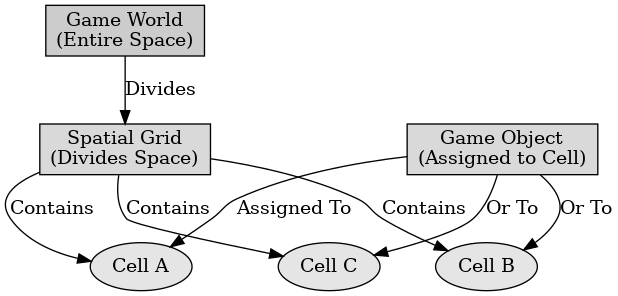 Game World
(Entire Space)
Divides
Spatial Grid
(Divides Space)
Game Object
(Assigned to Cell)
Contains
Contains
Assigned To
Contains
Or To
Or To
Cell A
Cell C
Cell B